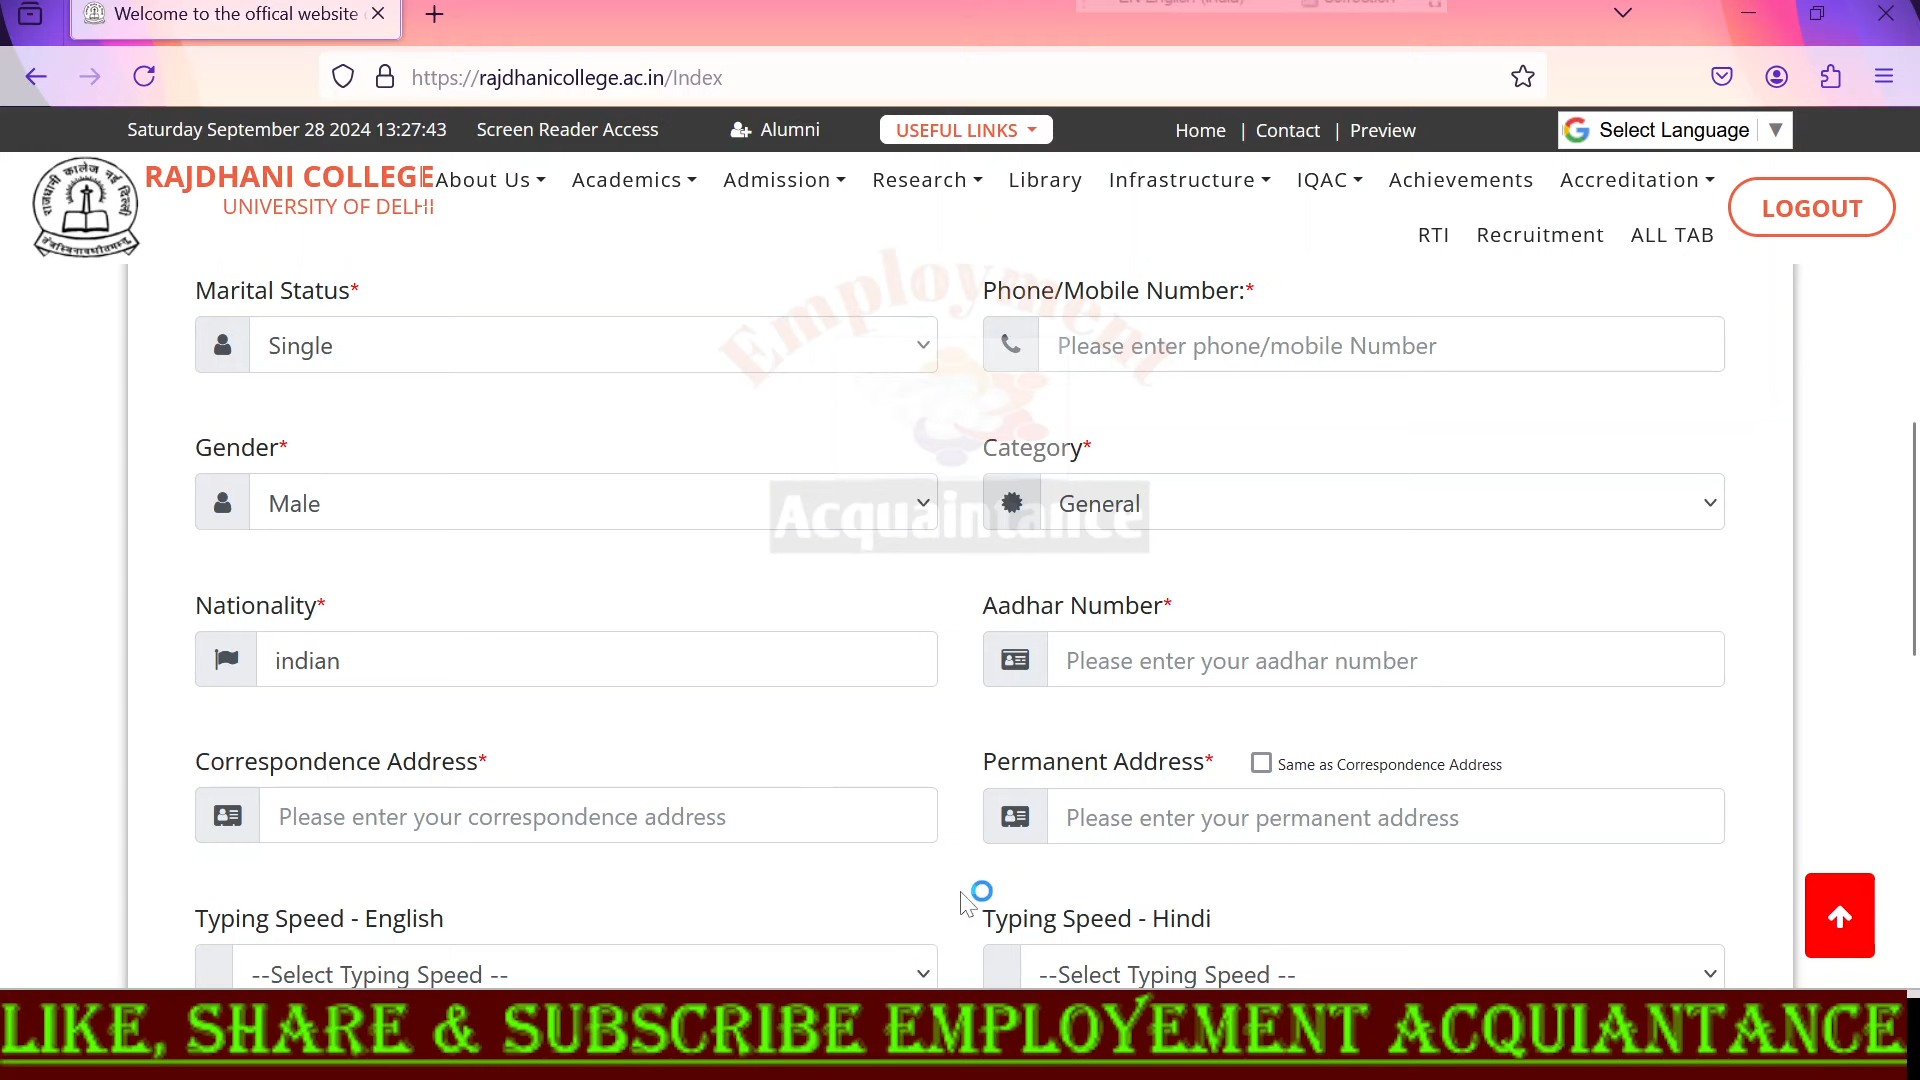 Welcome to the offical website
https://rajdhanicollege.ac.in/Index
Saturday September 28 2024 13:27:43 Screen Reader Access Alumni USEFUL LINKS Home | Contact | Preview Select Language
RAJDHANI COLLEGE
UNIVERSITY OF DELHI
About Us Academics Admission Research Library Infrastructure IQAC Achievements Accreditation
RTI Recruitment ALL TAB
LOGOUT
Employment
Acquaintance
Marital Status* Phone/Mobile Number:*
Single Please enter phone/mobile Number
Gender* Category*
Male General
Nationality* Aadhar Number*
indian Please enter your aadhar number
Correspondence Address* Permanent Address* Same as Correspondence Address
Please enter your correspondence address Please enter your permanent address
Typing Speed - English Typing Speed - Hindi
--Select Typing Speed -- --Select Typing Speed --
LIKE, SHARE & SUBSCRIBE EMPLOYEMENT ACQUIANTANCE